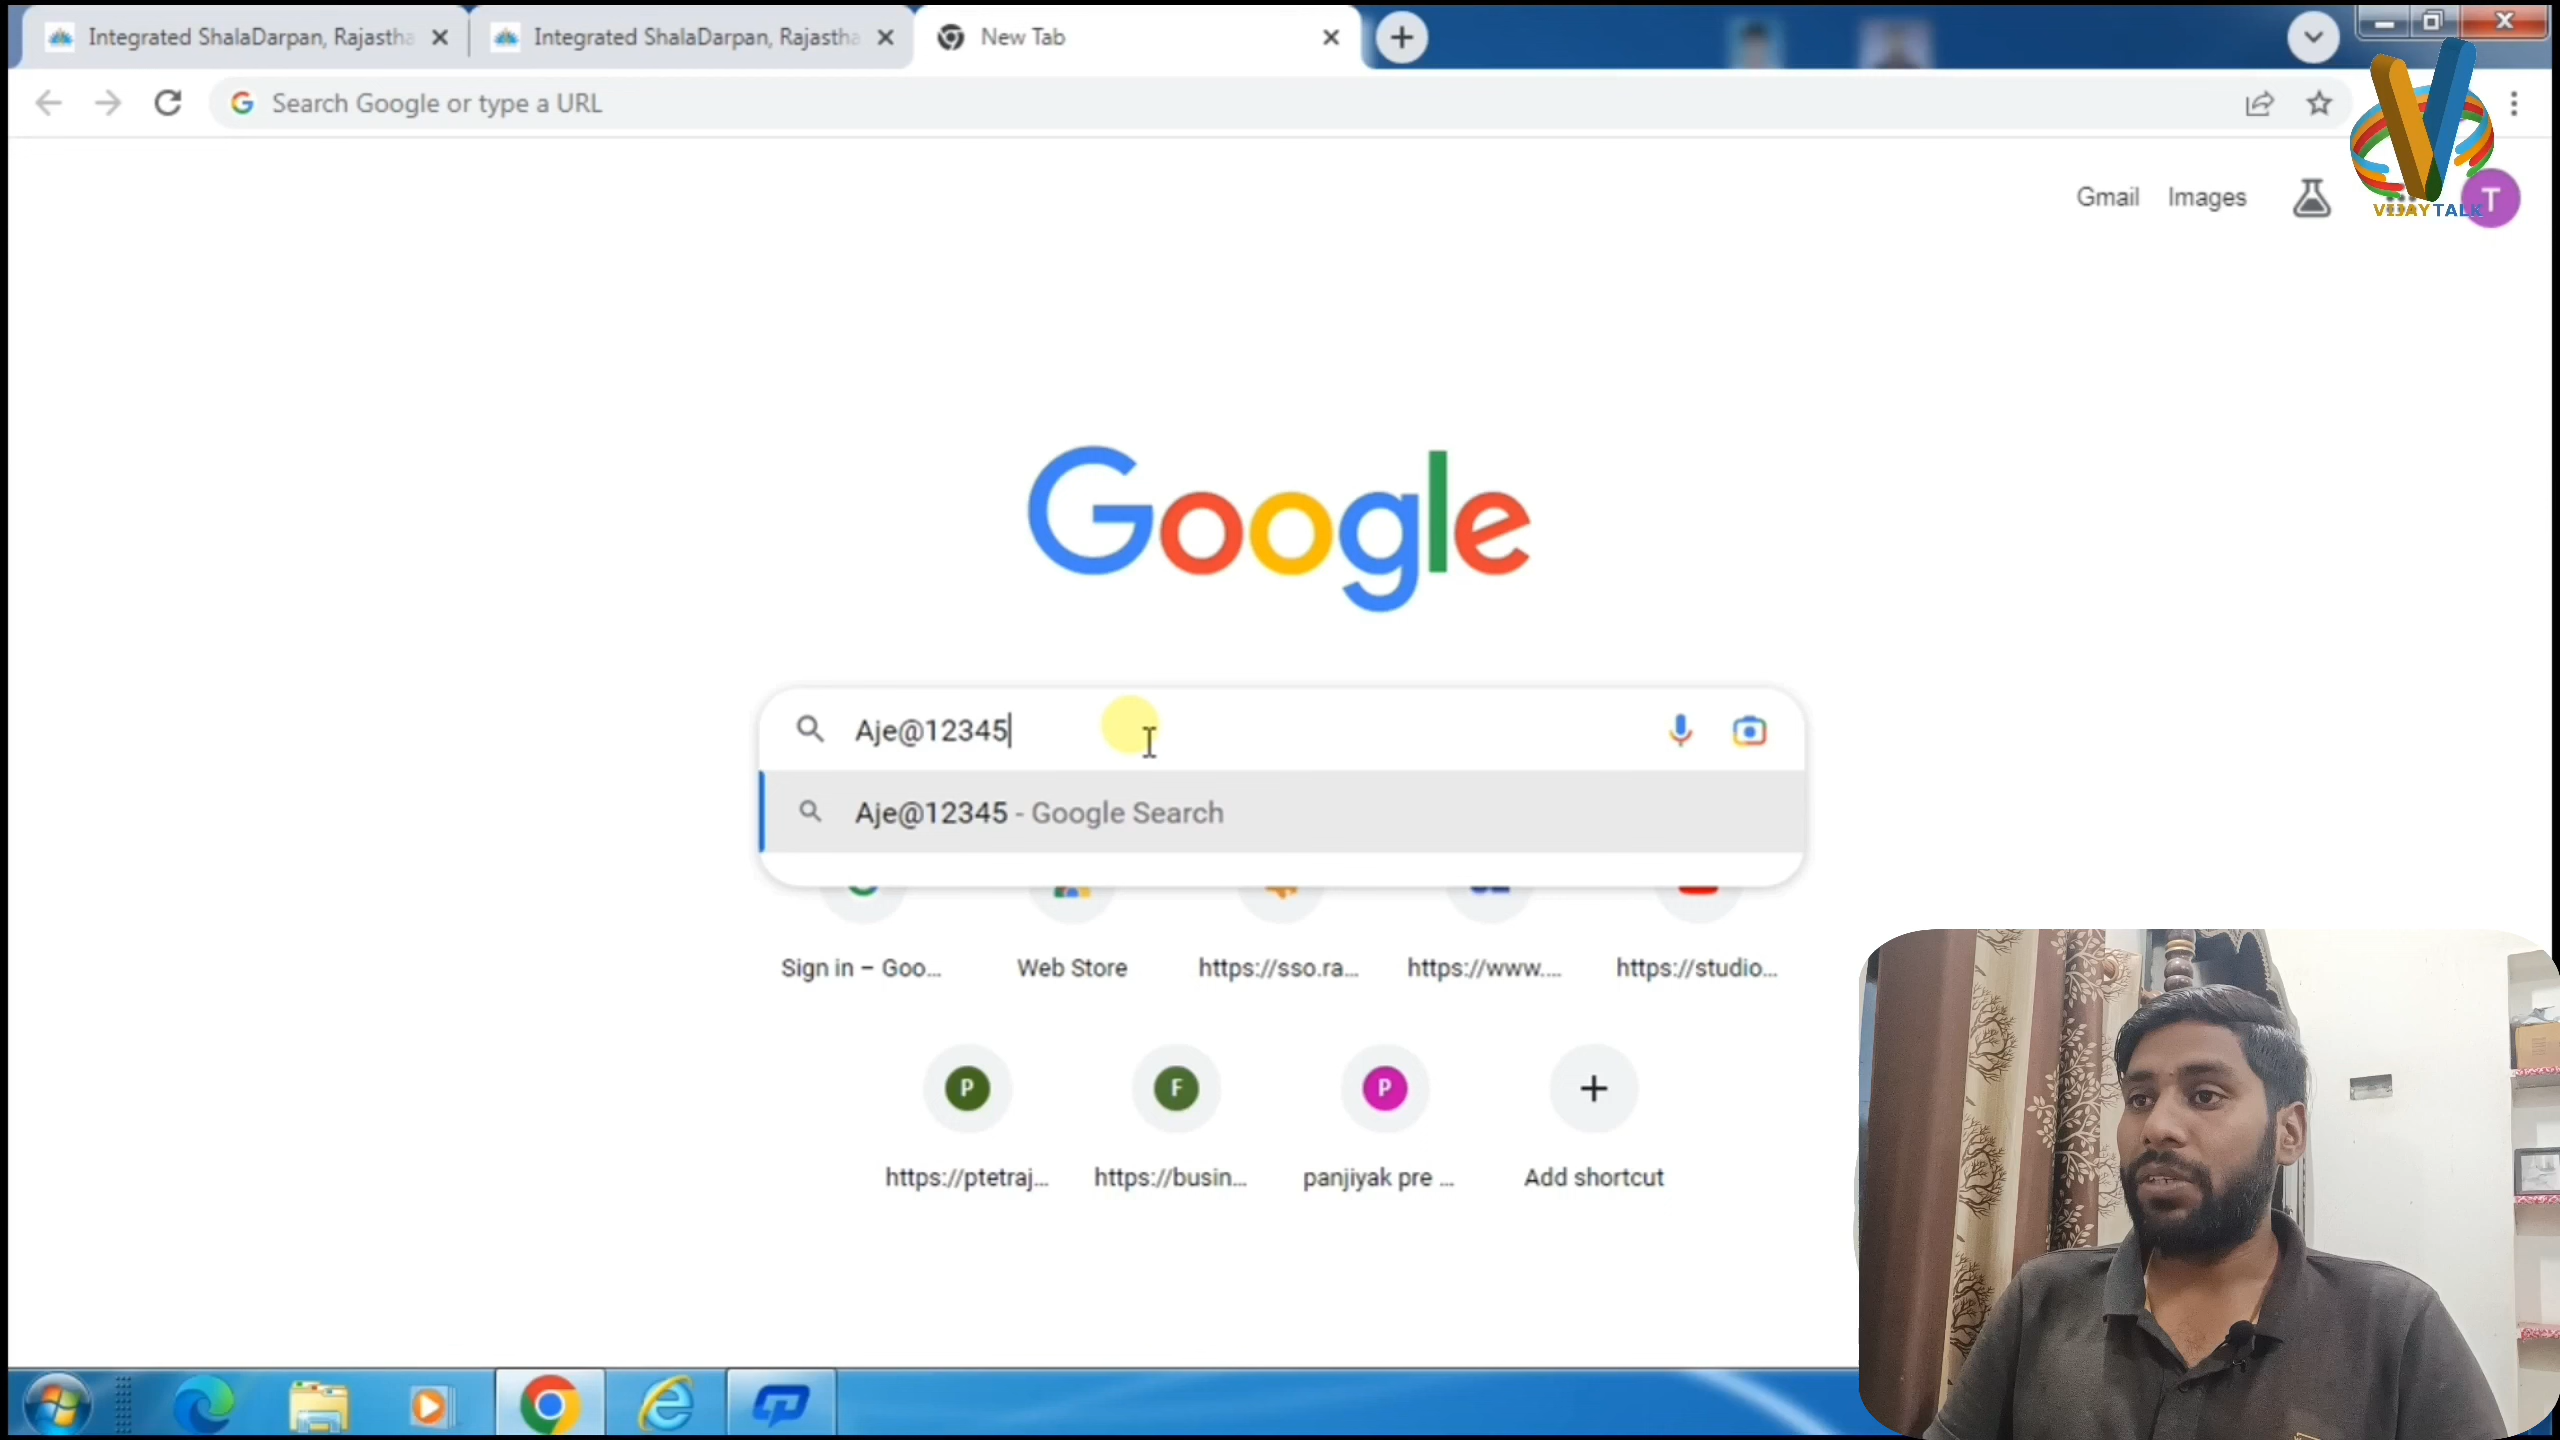 Integrated ShalaDarpan, Rajastha
Integrated ShalaDarpan, Rajastha
New Tab
Search Google or type a URL
VIJAY TALK
Gmail
Images
T
Google
Aje@12345
Aje@12345 - Google Search
Sign in – Goo...
Web Store
https://sso.ra...
https://www....
https://studio...
P
F
P
https://ptetraj...
https://busin...
panjiyak pre ...
Add shortcut